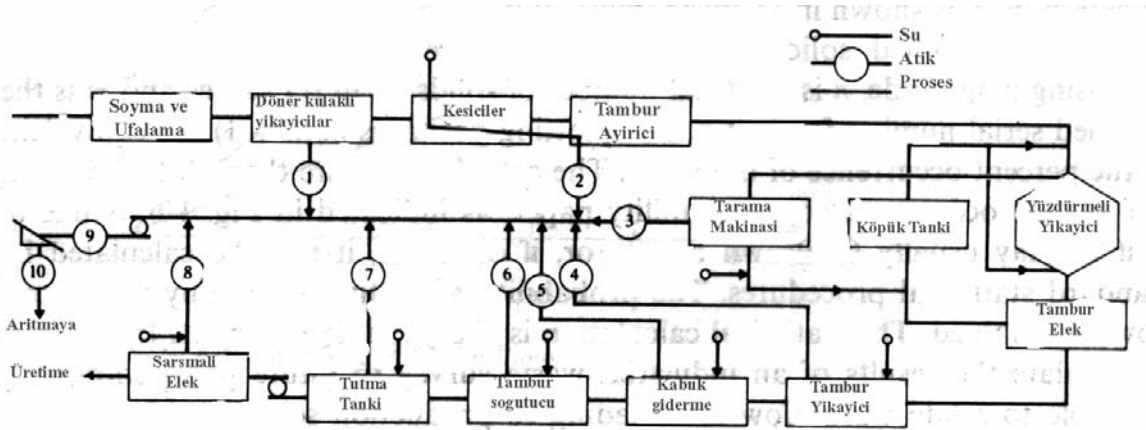 Su
Atik
Proses
Soyma ve
Ufalama
Döner kulakli
yikayicilar
Kesiciler
Tambur
Ayirici
1
2
3
Tarama
Makinasi
Köpük Tanki
Yüzdürmeli
Yikayici
9
10
8
7
6
5
4
Aritmaya
Tambur
Elek
Üretime
Sarsmali
Elek
Tutma
Tanki
Tambur
sogutucu
Kabuk
giderme
Tambur
Yikayici